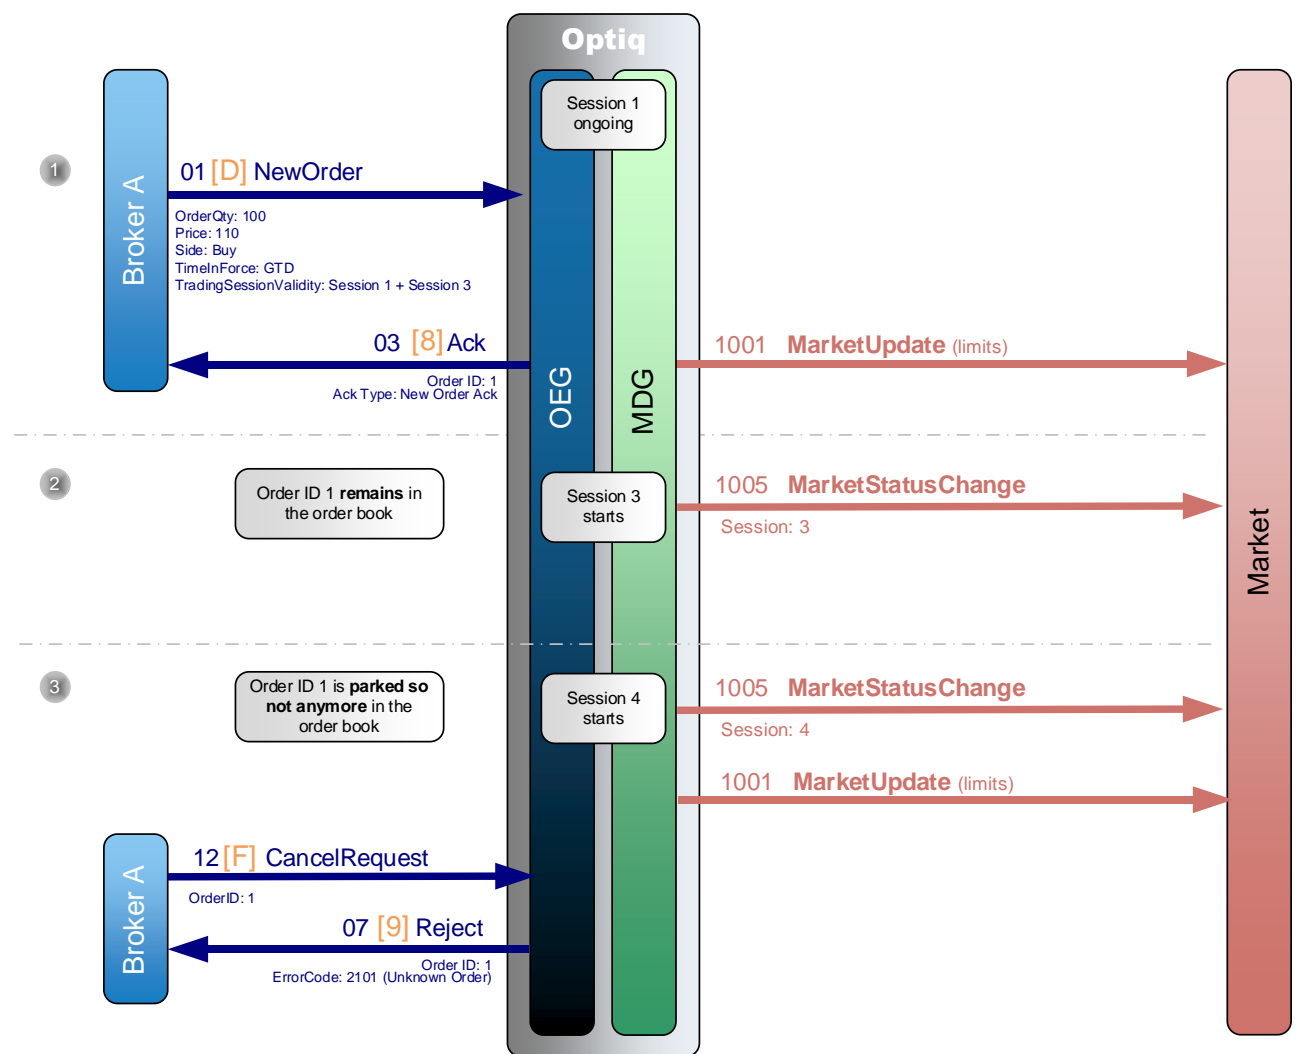 Optiq
Session 1
ongoing
1
01 [D] NewOrder
Broker A
OrderQty: 100
Price: 110
Side: Buy
TimeInForce: GTD
TradingSessionValidity: Session 1 + Session 3
03 [8] Ack
Order ID: 1
Ack Type: New Order Ack
1001 MarketUpdate (limits)
OEG
MDG
Market
2
Order ID 1 remains in
the order book
Session 3
starts
1005 MarketStatusChange
Session: 3
3
Order ID 1 is parked so
not anymore in the
order book
Session 4
starts
1005 MarketStatusChange
Session: 4
1001 MarketUpdate (limits)
Broker A
12 [F] CancelRequest
OrderID: 1
07 [9] Reject
Order ID: 1
ErrorCode: 2101 (Unknown Order)